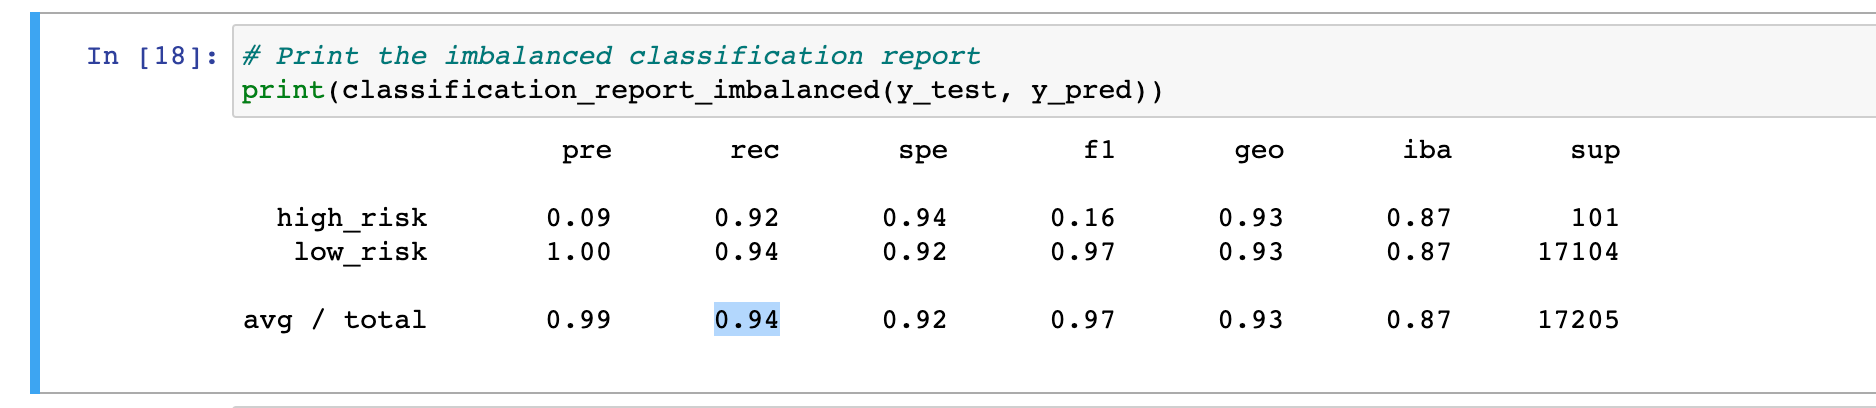 In [18]: # Print the imbalanced classification report
print(classification_report_imbalanced(y_test, y_pred))
pre rec spe f1 geo iba sup
high_risk 0.09 0.92 0.94 0.16 0.93 0.87 101
low_risk 1.00 0.94 0.92 0.97 0.93 0.87 17104
avg / total 0.99 0.94 0.92 0.97 0.93 0.87 17205